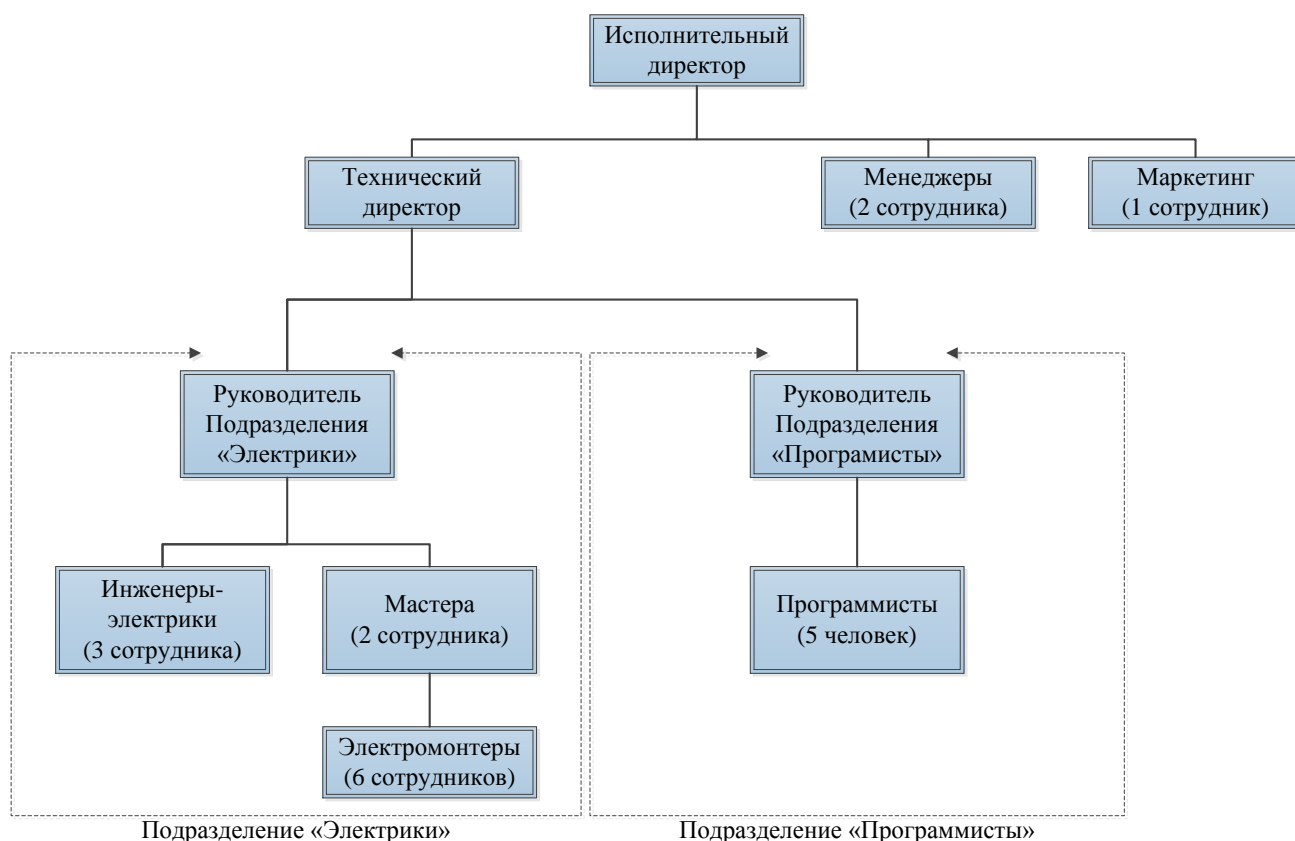 Исполнительный
директор
Технический
директор
Менеджеры
(2 сотрудника)
Маркетинг
(1 сотрудник)
Руководитель
Подразделения
«Электрики»
Руководитель
Подразделения
«Програмисты»
Инженеры-
электрики
(3 сотрудника)
Мастера
(2 сотрудника)
Программисты
(5 человек)
Электромонтеры
(6 сотрудников)
Подразделение «Электрики»
Подразделение «Программисты»